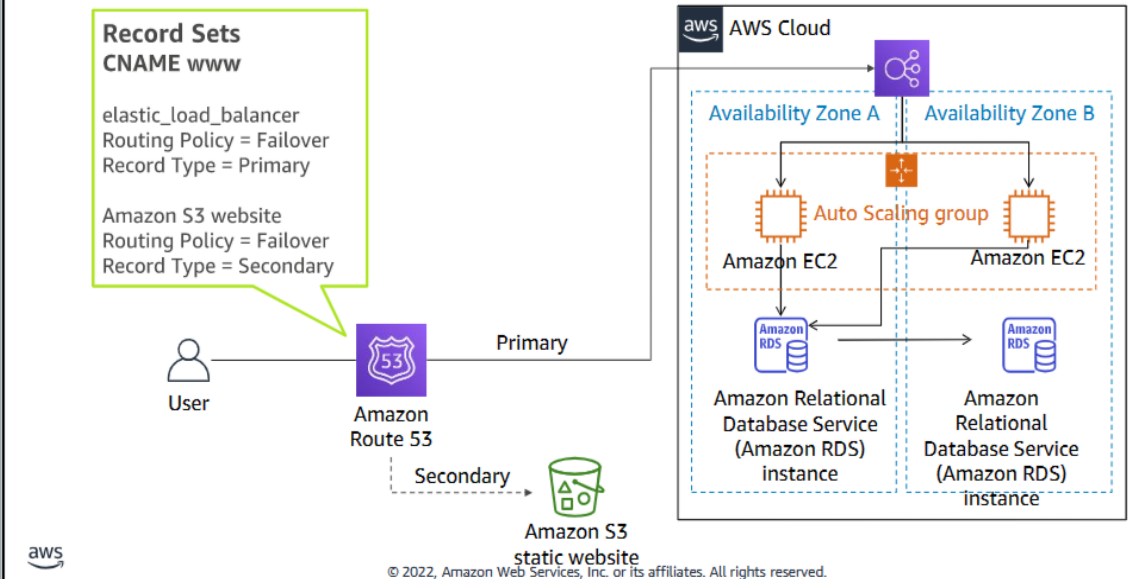 Record Sets
CNAME www
elastic_load_balancer
Routing Policy = Failover
Record Type = Primary
Amazon S3 website
Routing Policy = Failover
Record Type = Secondary
User
53
Amazon
Route 53
Primary
Secondary
Amazon S3
static website
aws
AWS Cloud
Availability Zone A
Availability Zone B
Auto Scaling group
Amazon EC2
Amazon EC2
Amazon
RDS
Amazon Relational
Database Service
(Amazon RDS)
instance
Amazon
RDS
Amazon
Relational
Database Service
(Amazon RDS)
instance
aws
© 2022, Amazon Web Services, Inc. or its affiliates. All rights reserved.